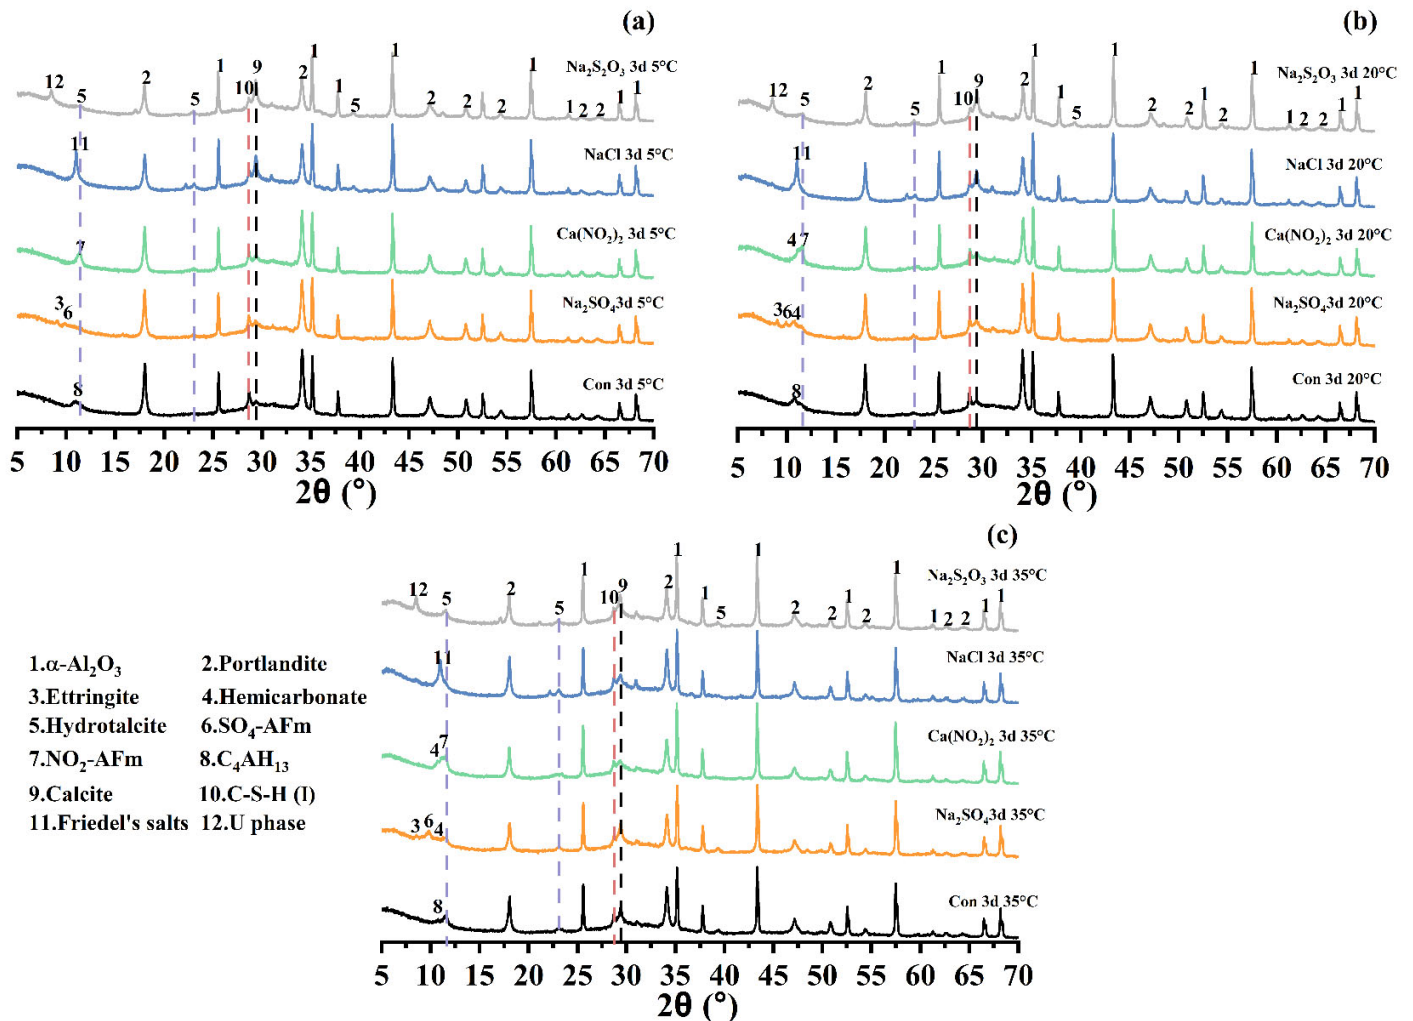 (a)
1 1 1
12 5 2 5 10 9 2 1 5 2 2 2 1 2 2 1 1
Na₂S₂O₃ 3d 5°C
11
NaCl 3d 5°C
7
Ca(NO₂)₂ 3d 5°C
3 6
Na₂SO₄3d 5°C
8
Con 3d 5°C
5 10 15 20 25 30 35 40 45 50 55 60 65 70
2θ (°)
(b)
1 1 1
12 5 2 5 1 10 9 2 1 5 2 2 1 2 1 2 2 1 1
Na₂S₂O₃ 3d 20°C
11
NaCl 3d 20°C
4 7
Ca(NO₂)₂ 3d 20°C
3 6 4
Na₂SO₄3d 20°C
8
Con 3d 20°C
5 10 15 20 25 30 35 40 45 50 55 60 65 70
2θ (°)
(c)
1 1 1
12 5 2 5 1 10 9 2 1 5 2 2 1 2 1 2 2 1 1
Na₂S₂O₃ 3d 35°C
11
NaCl 3d 35°C
4 7
Ca(NO₂)₂ 3d 35°C
3 6 4
Na₂SO₄3d 35°C
8
Con 3d 35°C
5 10 15 20 25 30 35 40 45 50 55 60 65 70
2θ (°)
1.α-Al₂O₃ 2.Portlandite
3.Ettringite 4.Hemicarbonate
5.Hydrotalcite 6.SO₄-AFm
7.NO₂-AFm 8.C₄AH₁₃
9.Calcite 10.C-S-H (I)
11.Friedel's salts 12.U phase